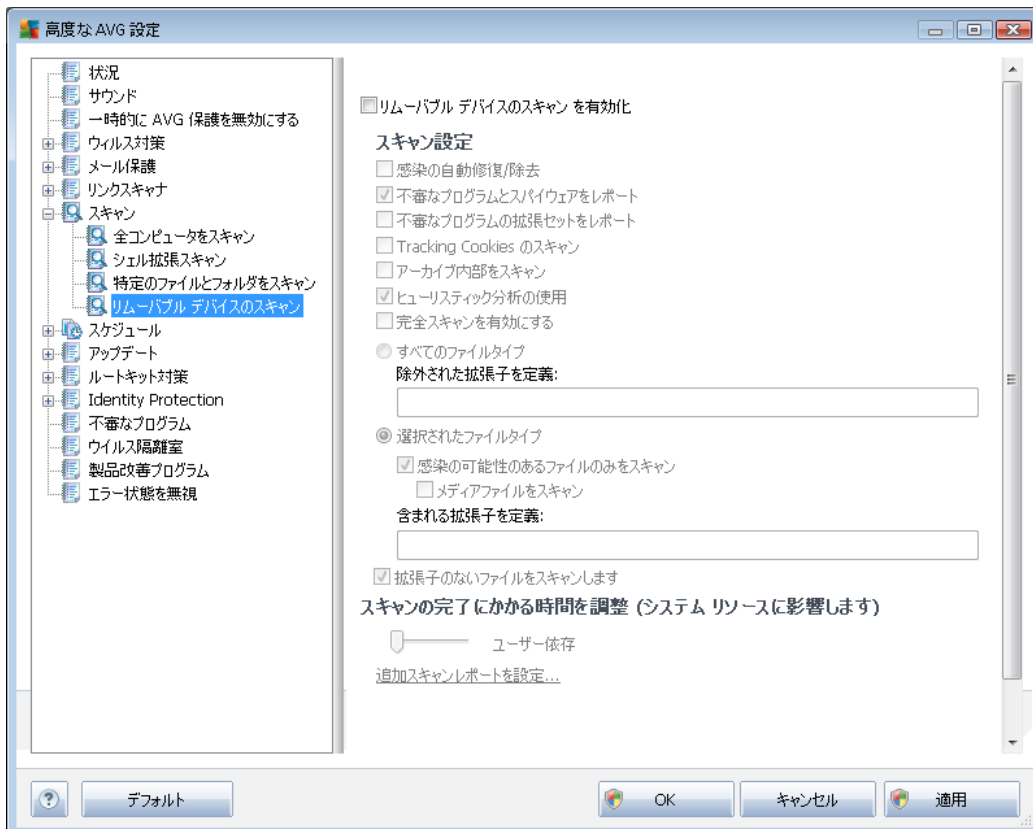 高度な AVG 設定
状況
サウンド
一時的に AVG 保護を無効にする
ウィルス対策
メール保護
リンクスキャナ
スキャン
全コンピュータをスキャン
シェル拡張スキャン
特定のファイルとフォルダをスキャン
リムーバブル デバイスのスキャン
スケジュール
アップデート
ルートキット対策
Identity Protection
不審なプログラム
ウイルス隔離室
製品改善プログラム
エラー状態を無視
リムーバブル デバイスのスキャン を有効化
スキャン設定
感染の自動修復/除去
不審なプログラムとスパイウェアをレポート
不審なプログラムの拡張セットをレポート
Tracking Cookies のスキャン
アーカイブ内部をスキャン
ヒューリスティック分析の使用
完全スキャンを有効にする
すべてのファイルタイプ
除外された拡張子を定義:
選択されたファイルタイプ
感染の可能性のあるファイルのみをスキャン
メディアファイルをスキャン
含まれる拡張子を定義:
拡張子のないファイルをスキャンします
スキャンの完了にかかる時間を調整 (システム リソースに影響します)
ユーザー依存
追加スキャンレポートを設定...
? デフォルト OK キャンセル 適用